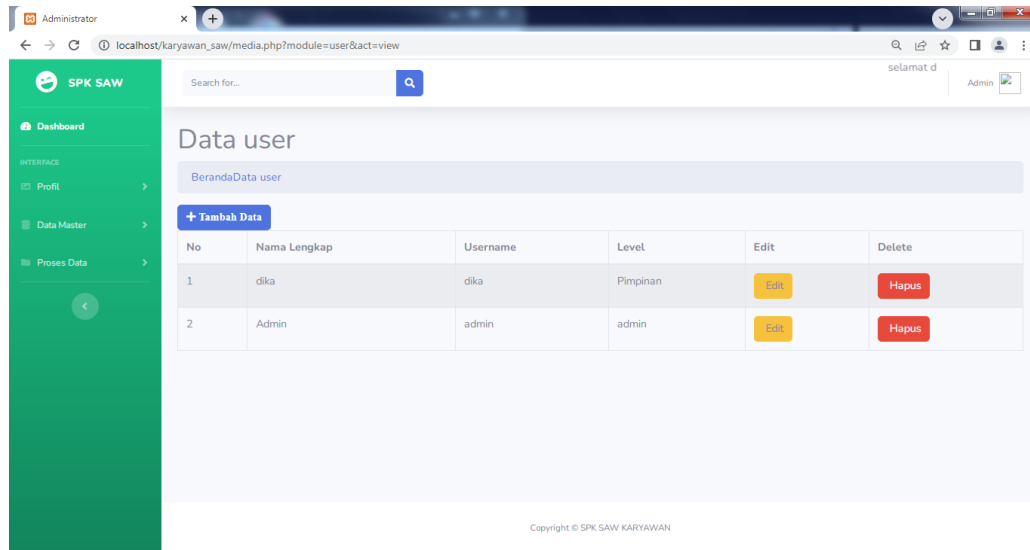 Administrator
localhost/karyawan_saw/media.php?module=user&act=view
SPK SAW
Search for...
selamat d
Admin
Dashboard
INTERFACE
Profil
Data Master
Proses Data
Data user
BerandaData user
+ Tambah Data
No Nama Lengkap Username Level Edit Delete
1 dika dika Pimpinan Edit Hapus
2 Admin admin admin Edit Hapus
Copyright © SPK SAW KARYAWAN